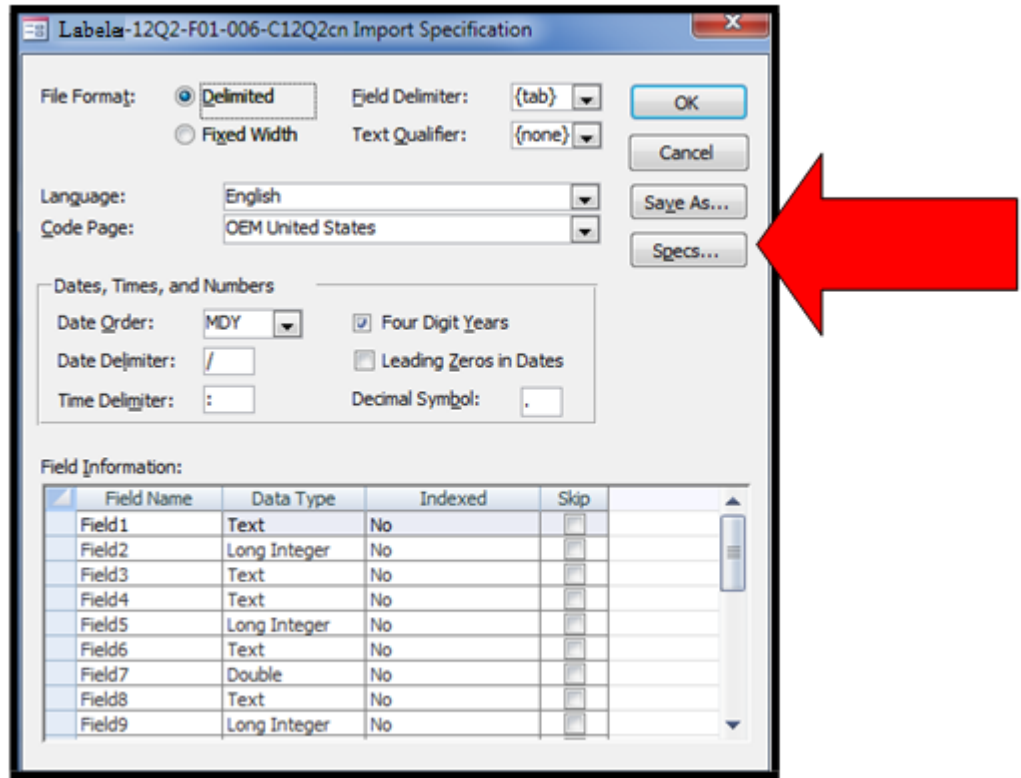 Labeler-12Q2-F01-006-C12Q2cn Import Specification
File Format: Delimited Field Delimiter: {tab} OK
Fixed Width Text Qualifier: {none} Cancel
Language: English Save As...
Code Page: OEM United States Specs...
Dates, Times, and Numbers
Date Order: MDY Four Digit Years
Date Delimiter: / Leading Zeros in Dates
Time Delimiter: : Decimal Symbol: .
Field Information:
Field Name Data Type Indexed Skip
Field1 Text No
Field2 Long Integer No
Field3 Text No
Field4 Text No
Field5 Long Integer No
Field6 Text No
Field7 Double No
Field8 Text No
Field9 Long Integer No